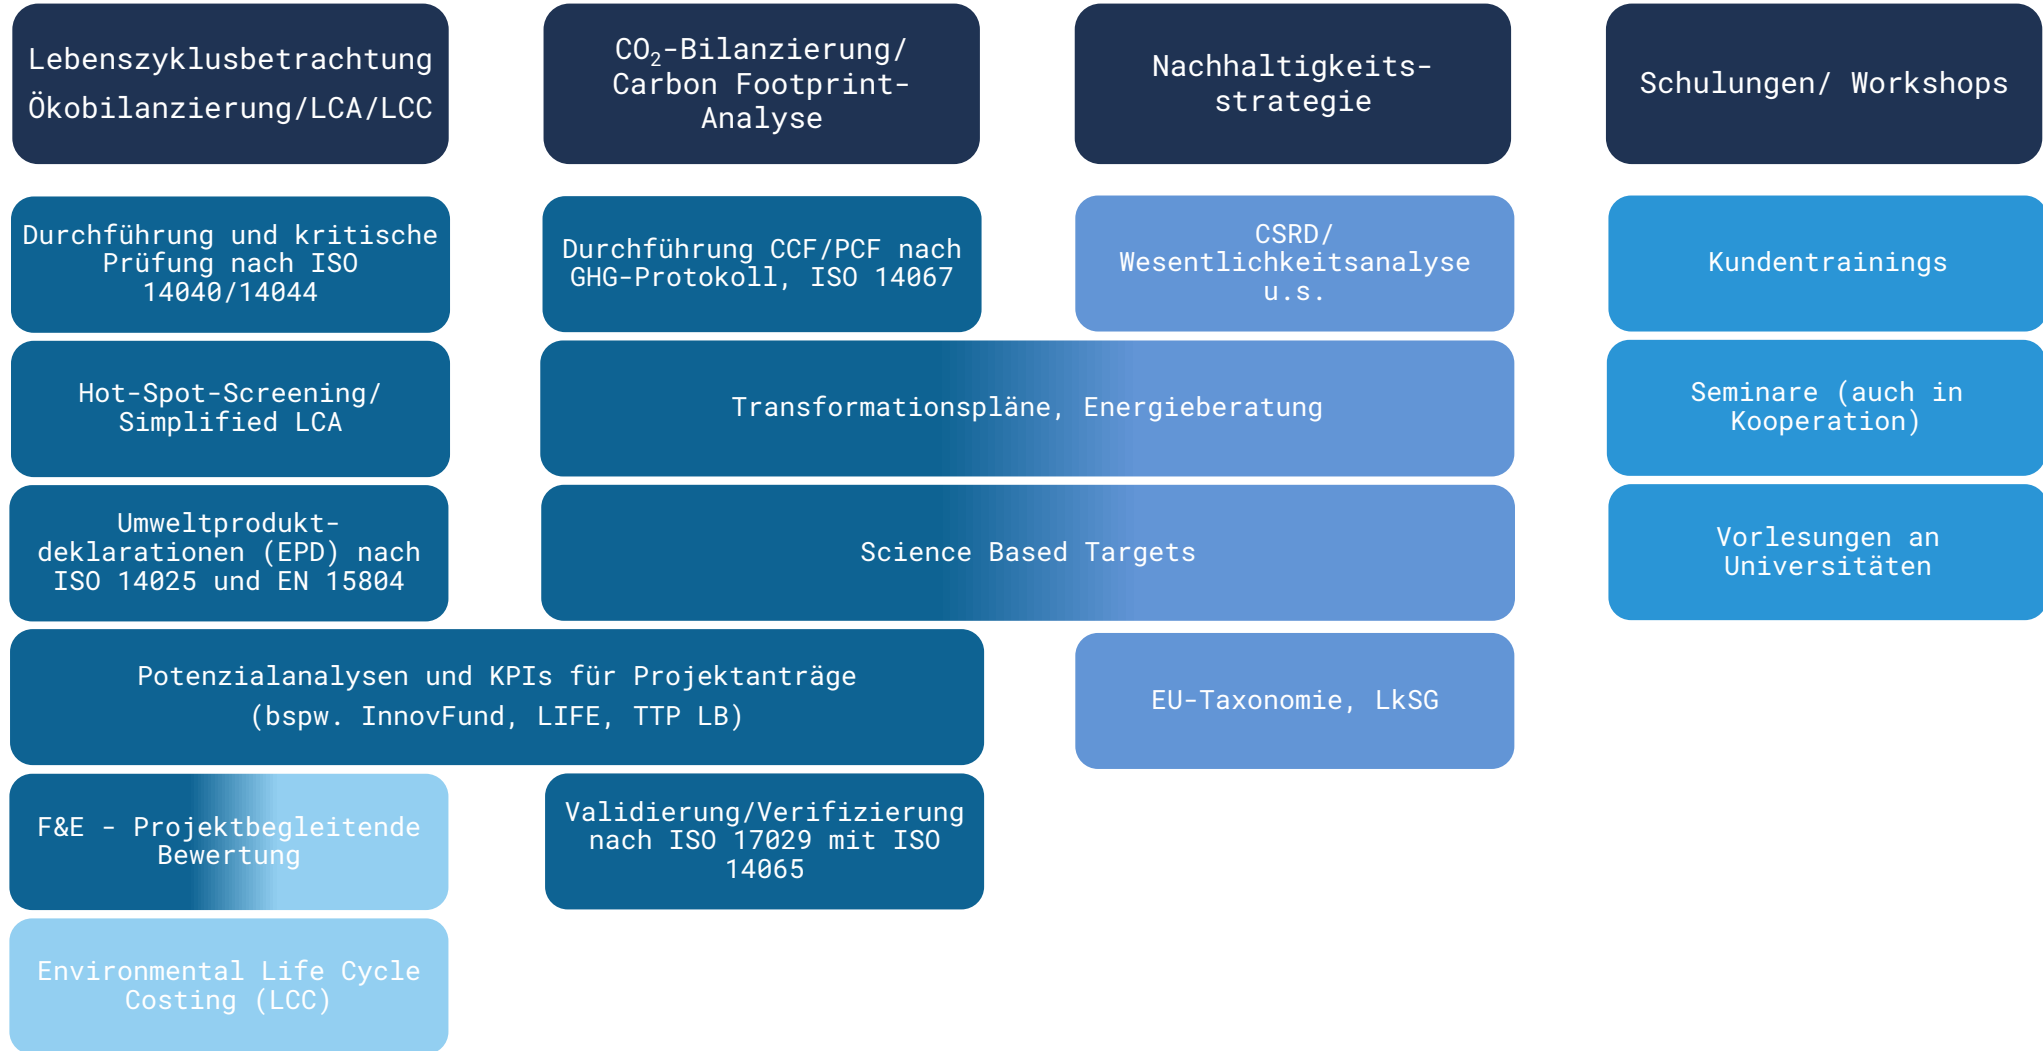 Lebenszyklusbetrachtung
Ökobilanzierung/LCA/LCC
CO₂-Bilanzierung/
Carbon Footprint-
Analyse
Nachhaltigkeits-
strategie
Schulungen/ Workshops
Durchführung und kritische
Prüfung nach ISO
14040/14044
Durchführung CCF/PCF nach
GHG-Protokoll, ISO 14067
CSRD/
Wesentlichkeitsanalyse
u.s.
Kundentrainings
Hot-Spot-Screening/
Simplified LCA
Transformationspläne, Energieberatung
Seminare (auch in
Kooperation)
Umweltprodukt-
deklarationen (EPD) nach
ISO 14025 und EN 15804
Science Based Targets
Vorlesungen an
Universitäten
Potenzialanalysen und KPIs für Projektanträge
(bspw. InnovFund, LIFE, TTP LB)
EU-Taxonomie, LkSG
F&E - Projektbegleitende
Bewertung
Validierung/Verifizierung
nach ISO 17029 mit ISO
14065
Environmental Life Cycle
Costing (LCC)